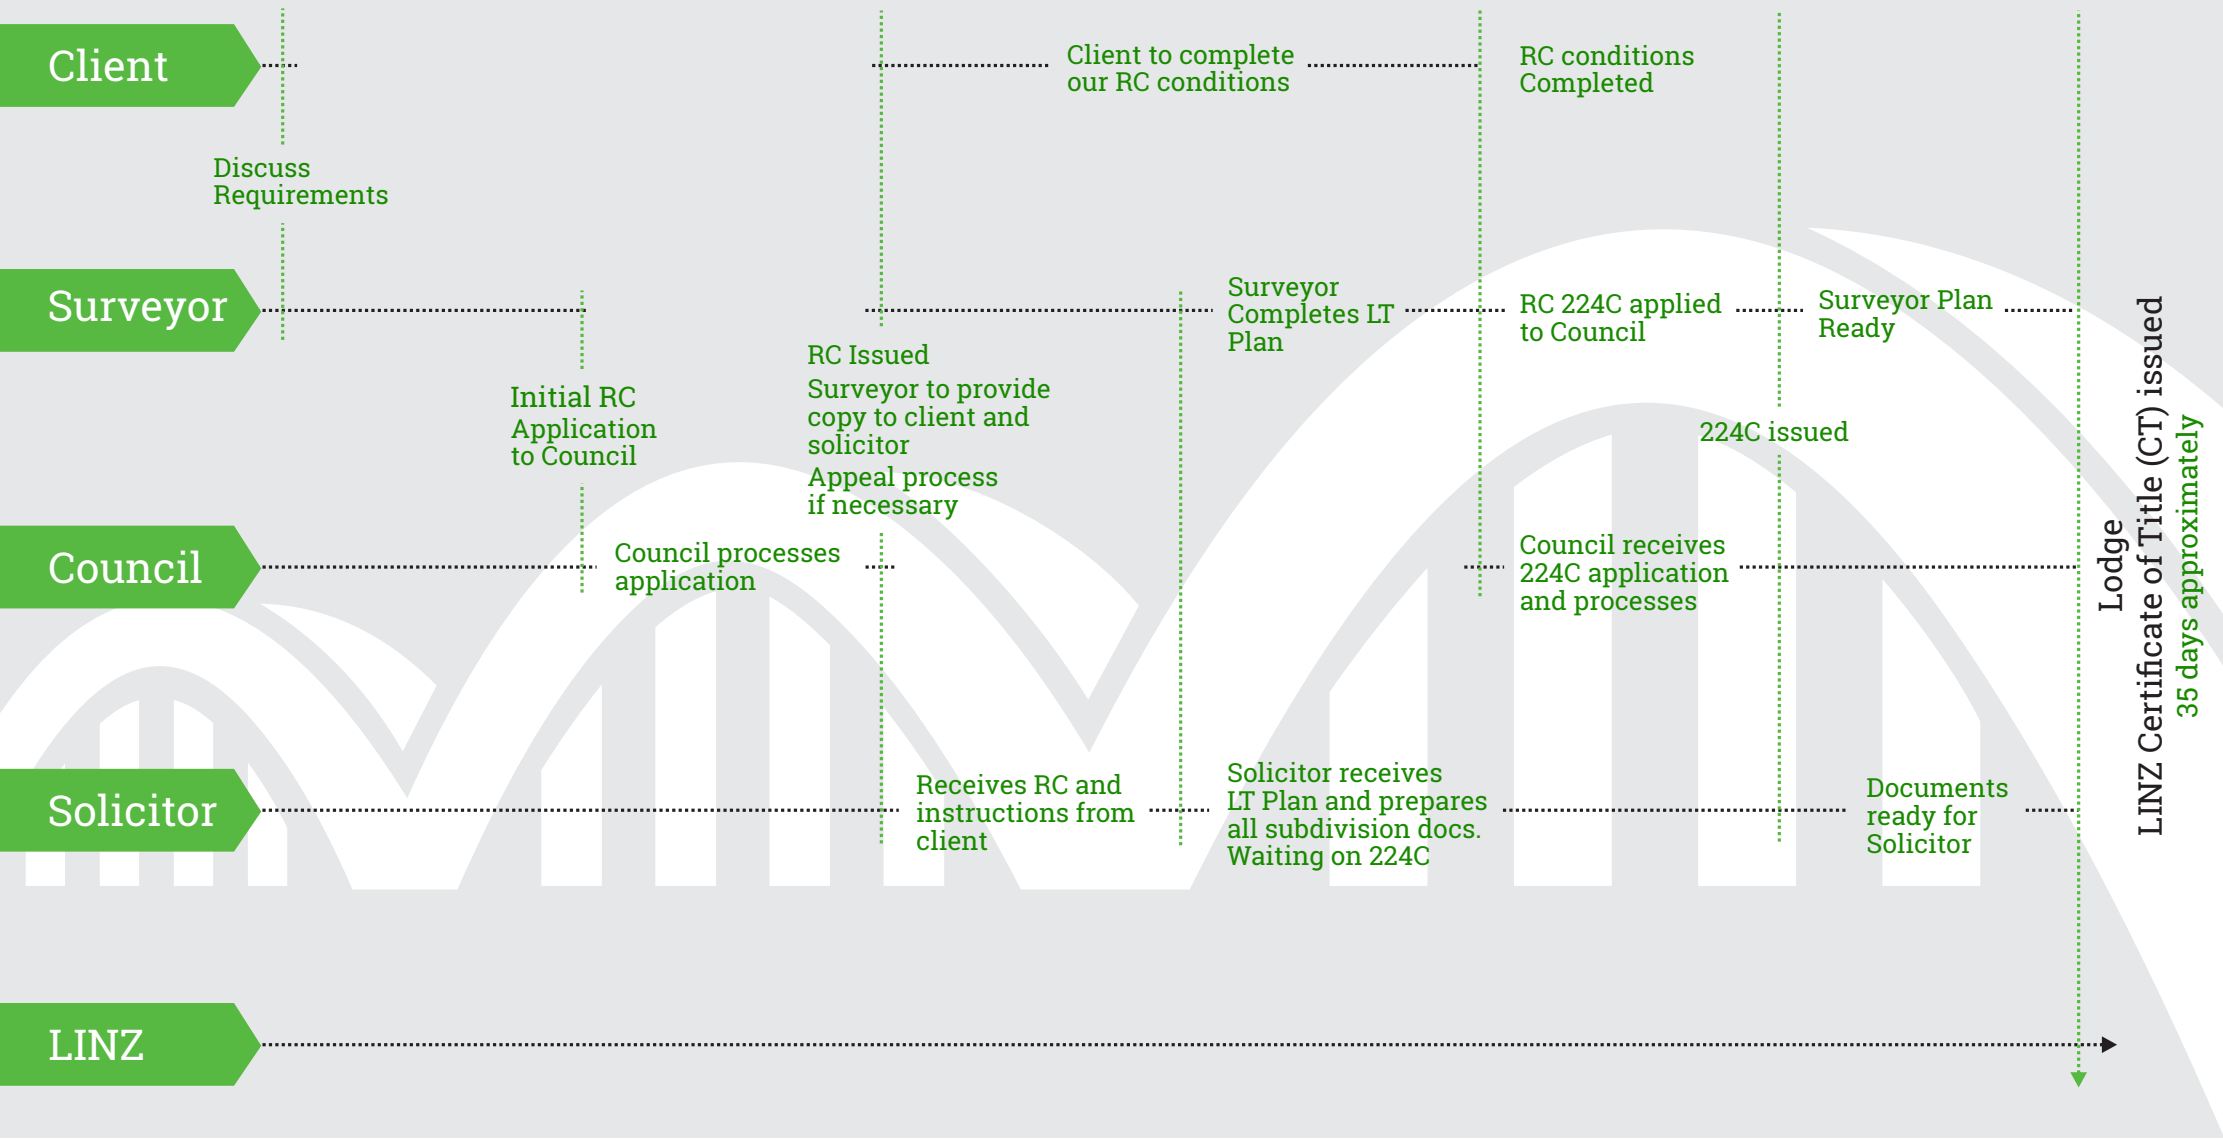 Client
Client to complete
our RC conditions
RC conditions
Completed
Discuss
Requirements
Surveyor
Surveyor
Completes LT
Plan
RC 224C applied
to Council
Surveyor Plan
Ready
Initial RC
Application
to Council
RC Issued
Surveyor to provide
copy to client and
solicitor
Appeal process
if necessary
224C issued
Council
Council processes
application
Council receives
224C application
and processes
Solicitor
Receives RC and
instructions from
client
Solicitor receives
LT Plan and prepares
all subdivision docs.
Waiting on 224C
Documents
ready for
Solicitor
LINZ
Lodge
LINZ Certificate of Title (CT) issued
35 days approximately